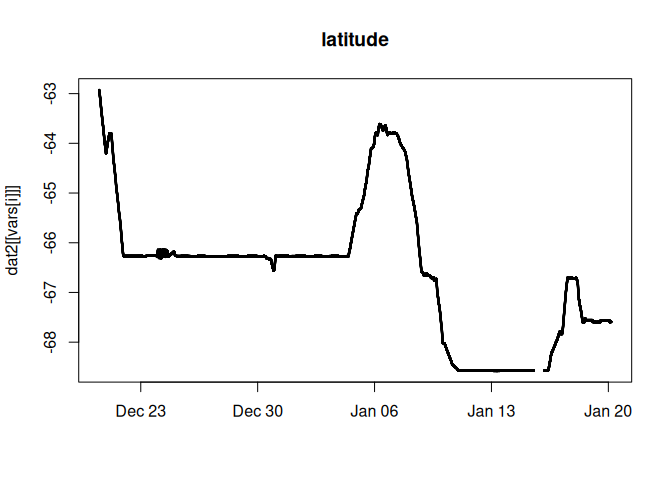 latitude
dat2[[vars[i]]]
-63
-64
-65
-66
-67
-68
Dec 23
Dec 30
Jan 06
Jan 13
Jan 20